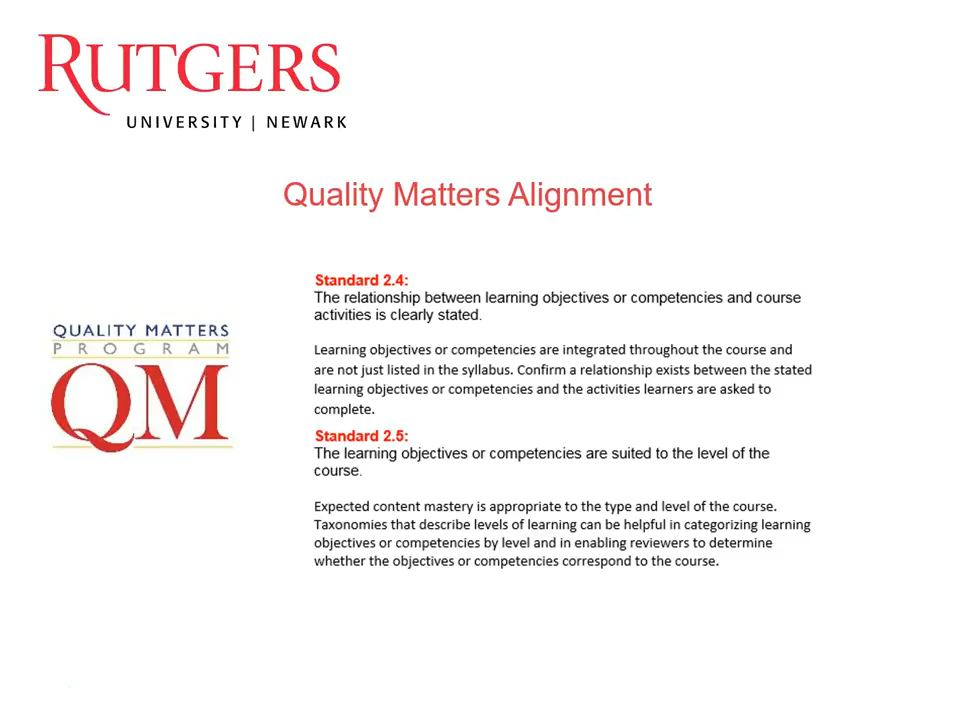 RUTGERS
UNIVERSITY | NEWARK
Quality Matters Alignment
QUALITY MATTERS
PROGRAM
QM
Standard 2.4:
The relationship between learning objectives or competencies and course
activities is clearly stated.
Learning objectives or competencies are integrated throughout the course and
are not just listed in the syllabus. Confirm a relationship exists between the stated
learning objectives or competencies and the activities learners are asked to
complete.
Standard 2.5:
The learning objectives or competencies are suited to the level of the
course.
Expected content mastery is appropriate to the type and level of the course.
Taxonomies that describe levels of learning can be helpful in categorizing learning
objectives or competencies by level and in enabling reviewers to determine
whether the objectives or competencies correspond to the course.